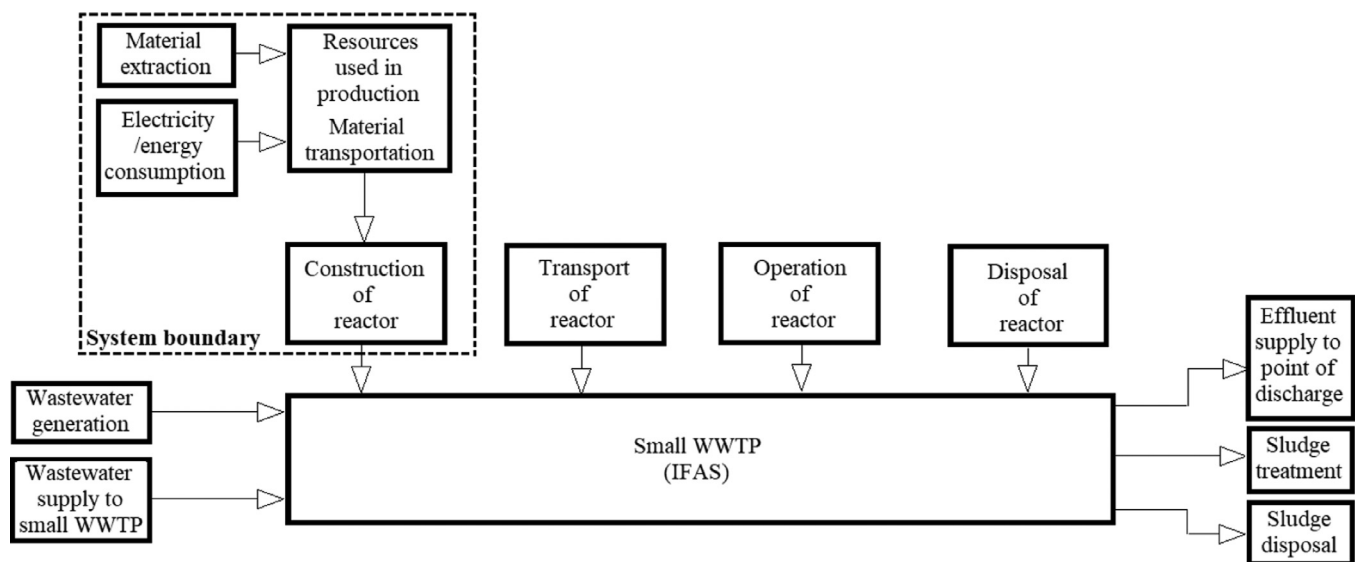 Material
extraction
Resources
used in
production
Material
transportation
Electricity
/energy
consumption
Construction
of
reactor
System boundary
Transport
of
reactor
Operation
of
reactor
Disposal
of
reactor
Effluent
supply to
point of
discharge
Wastewater
generation
Small WWTP
(IFAS)
Sludge
treatment
Wastewater
supply to
small WWTP
Sludge
disposal